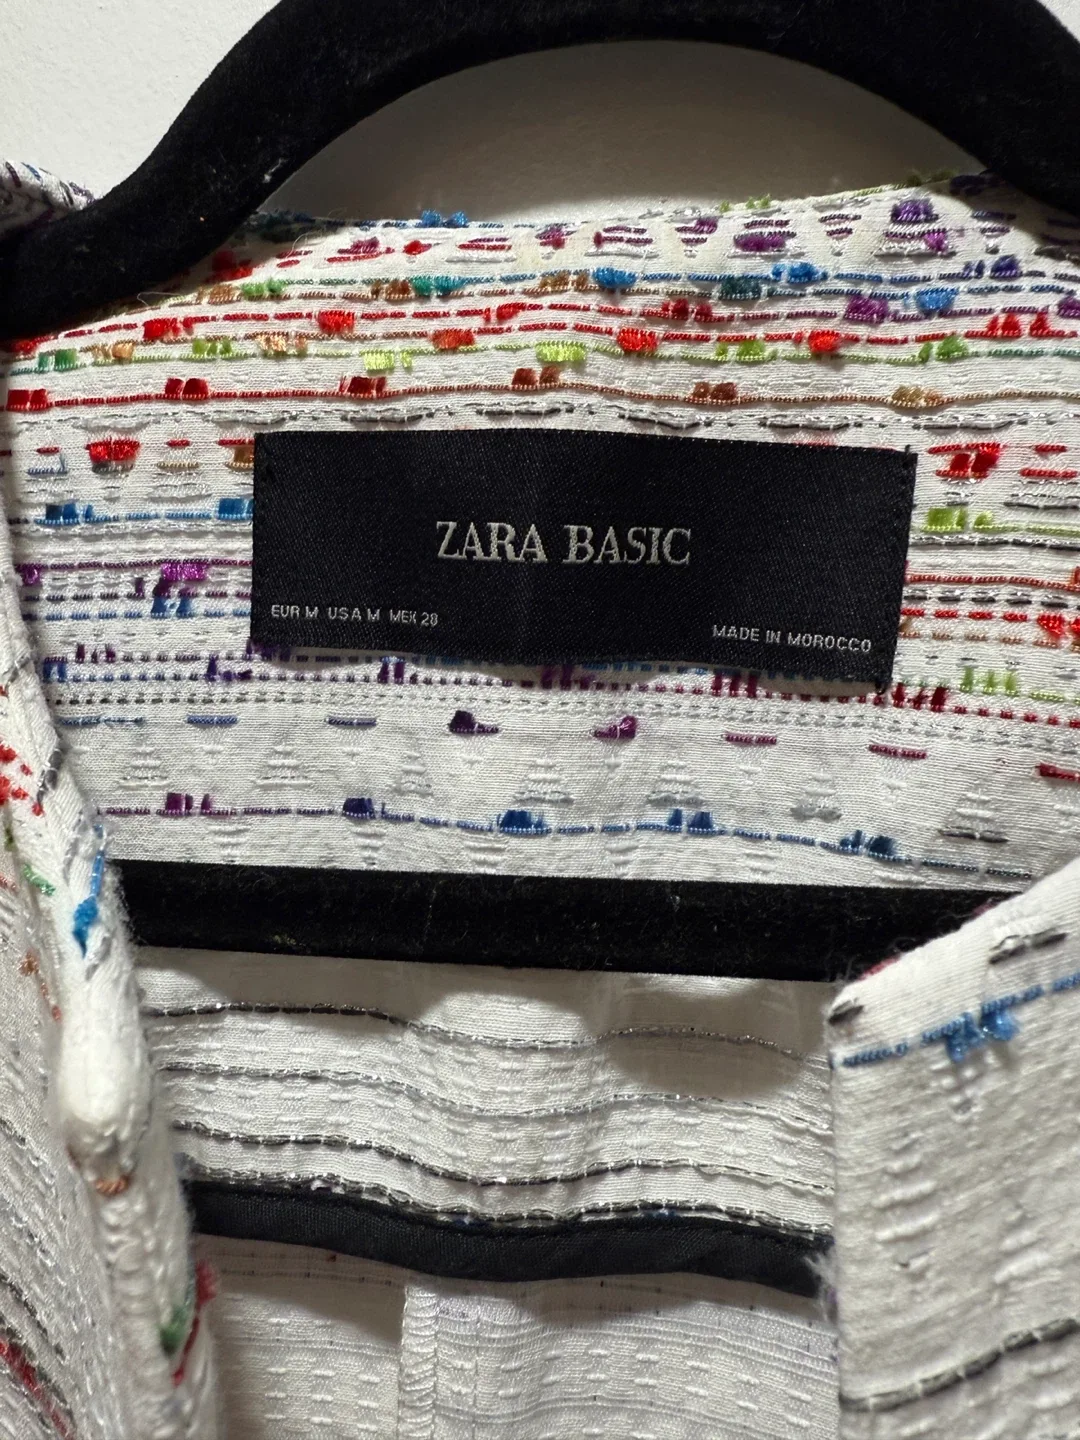 ZARA BASIC
EUR M USA M MEX 28
MADE IN MOROCCO